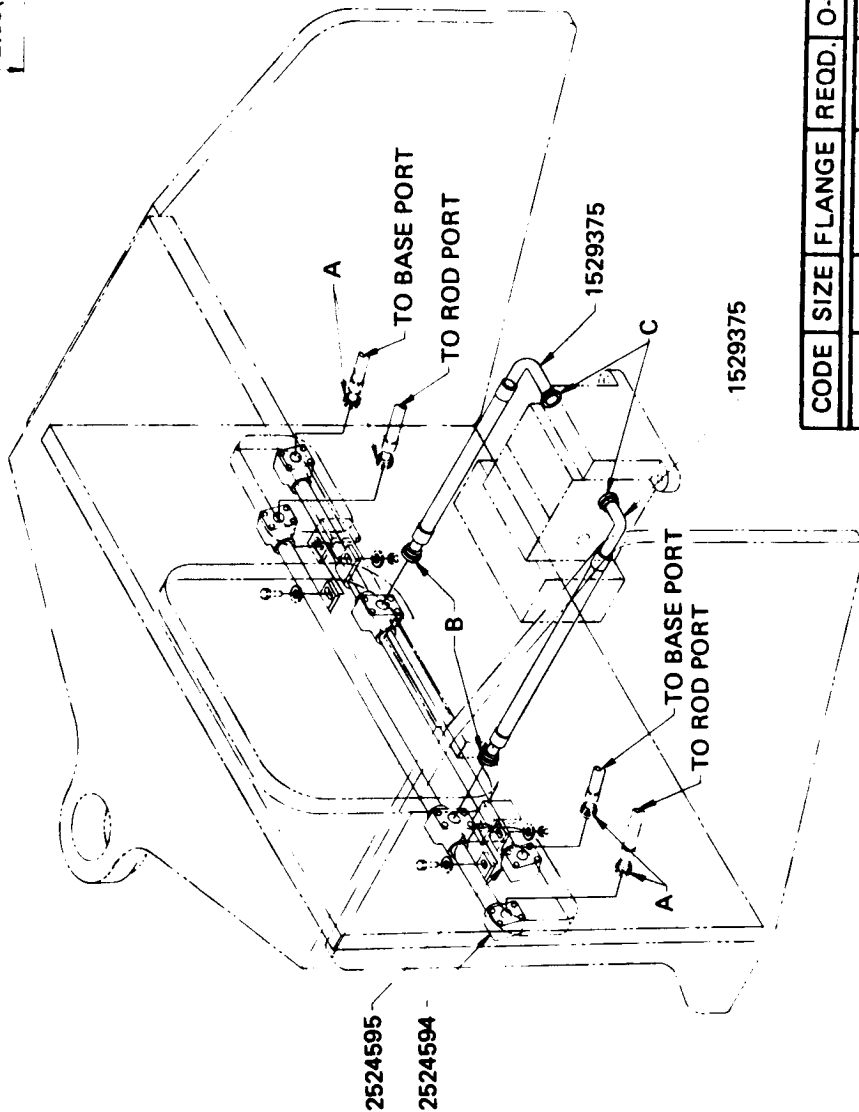 A
TO BASE PORT
TO ROD PORT
1529375
C
1529375
B
TO BASE PORT
TO ROD PORT
A
2524595
2524594
CODE SIZE FLANGE REQD. O-